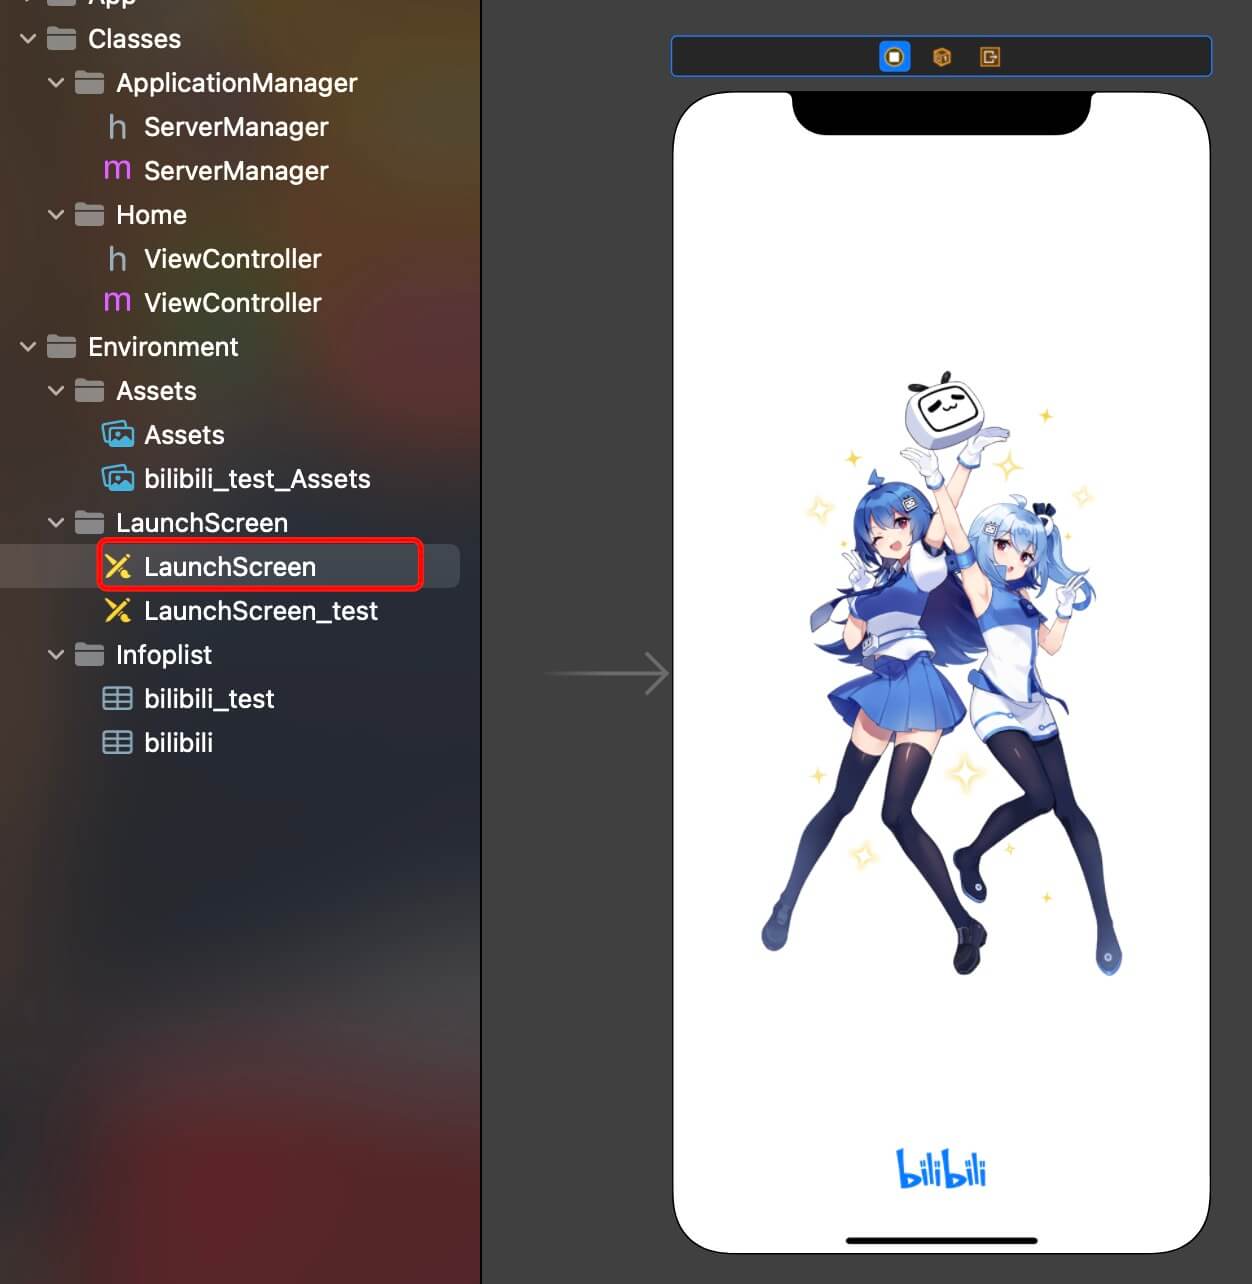 App
Classes
ApplicationManager
h ServerManager
m ServerManager
Home
h ViewController
m ViewController
Environment
Assets
Assets
bilibili_test_Assets
LaunchScreen
LaunchScreen
LaunchScreen_test
Infoplist
bilibili_test
bilibili
bilibili